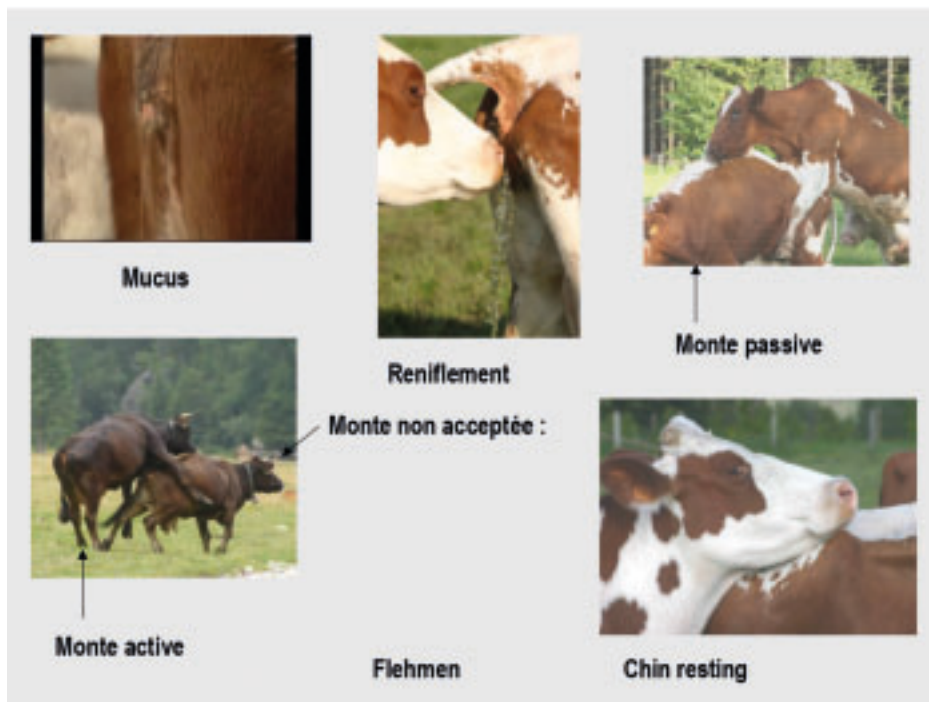 Mucus
Reniflement
Monte passive
Monte non acceptée :
Monte active
Flehmen
Chin resting